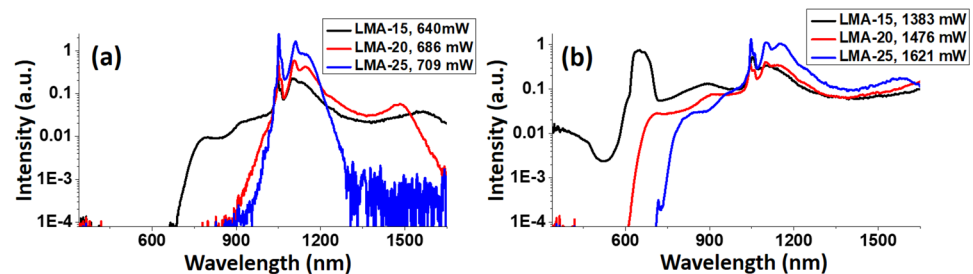 (a)
LMA-15, 640mW
LMA-20, 686 mW
LMA-25, 709 mW
Intensity (a.u.)
1
0.1
0.01
1E-3
1E-4
600 900 1200 1500
Wavelength (nm)
(b)
LMA-15, 1383 mW
LMA-20, 1476 mW
LMA-25, 1621 mW
Intensity (a.u.)
1
0.1
0.01
1E-3
1E-4
600 900 1200 1500
Wavelength (nm)